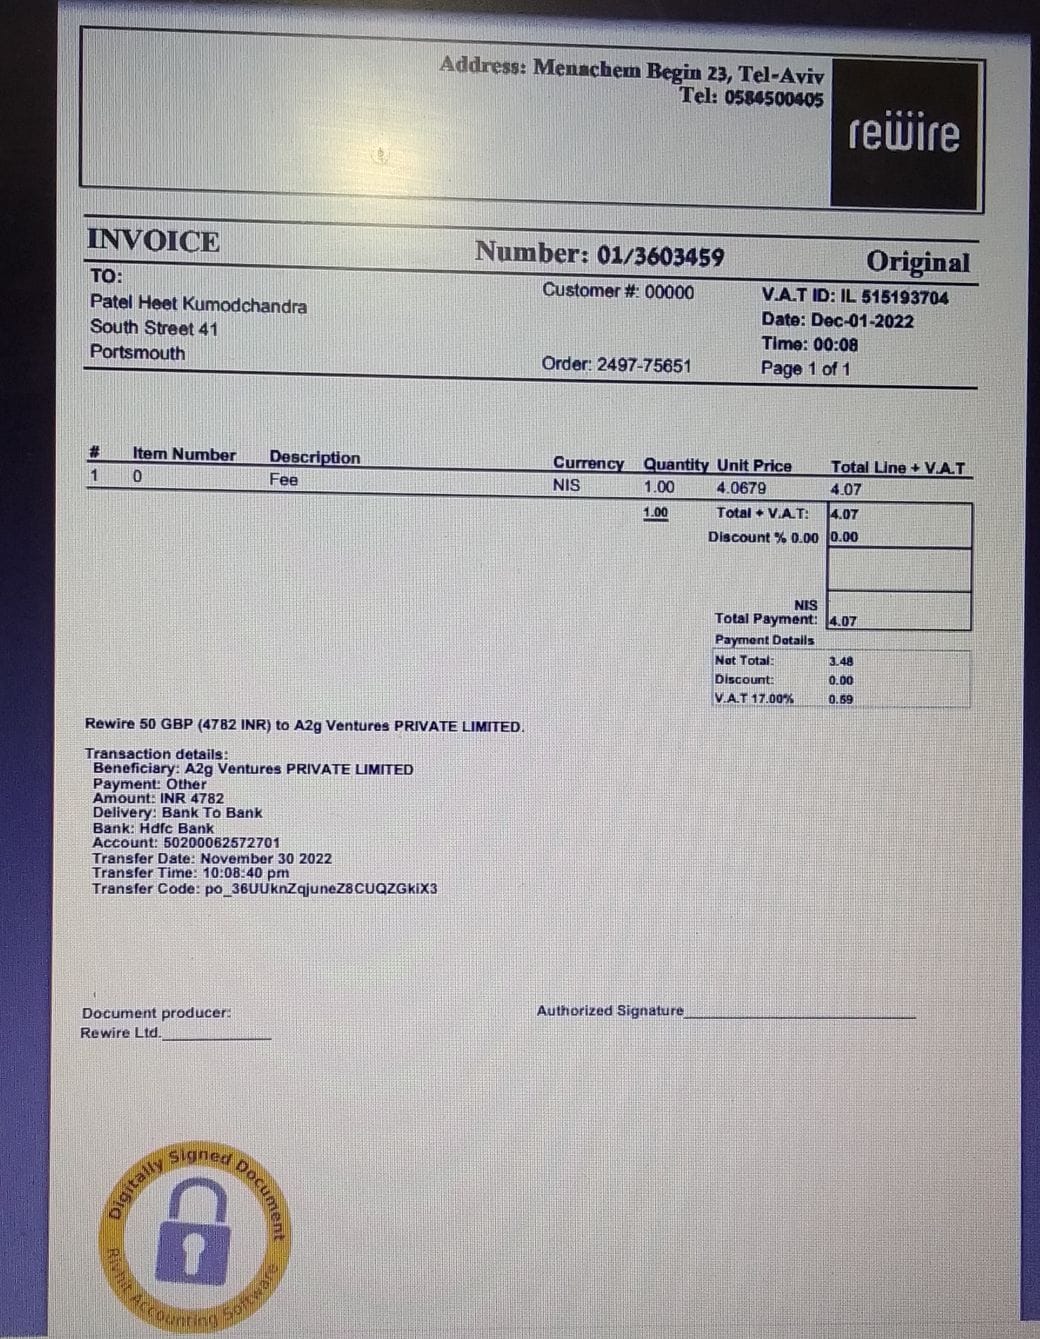 Address: Menachem Begin 23, Tel-Aviv
Tel: 0584500405
rewire
INVOICE Number: 01/3603459 Original
TO:
Patel Heet Kumodchandra Customer #: 00000 V.A.T ID: IL 515193704
South Street 41 Date: Dec-01-2022
Portsmouth Time: 00:08
Order: 2497-75651 Page 1 of 1
# Item Number Description Currency Quantity Unit Price Total Line + V.A.T
1 0 Fee NIS 1.00 4.0679 4.07
1.00 Total + V.A.T: 4.07
Discount % 0.00 0.00
NIS
Total Payment: 4.07
Payment Details
Net Total: 3.48
Discount: 0.00
V.A.T 17.00% 0.59
Rewire 50 GBP (4782 INR) to A2g Ventures PRIVATE LIMITED.
Transaction details:
Beneficiary: A2g Ventures PRIVATE LIMITED
Payment: Other
Amount: INR 4782
Delivery: Bank To Bank
Bank: Hdfc Bank
Account: 50200062572701
Transfer Date: November 30 2022
Transfer Time: 10:08:40 pm
Transfer Code: po_36UUknZqjuneZ8CUQZGkiX3
Document producer: Authorized Signature
Rewire Ltd.
Digitally Signed Document
Rivhit Accounting Software